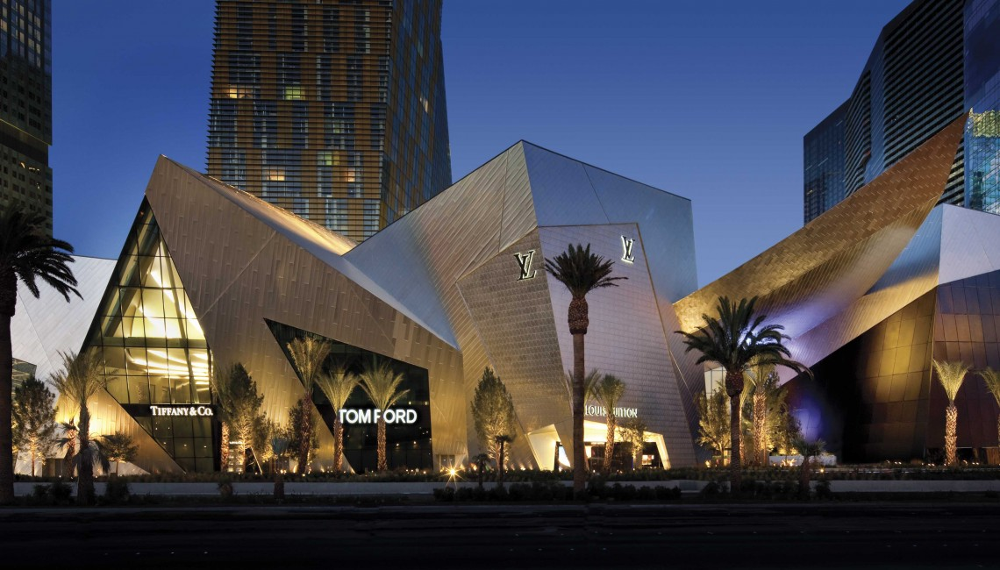 LV
LV
TIFFANY & CO.
TOM FORD
LOUIS VUITTON